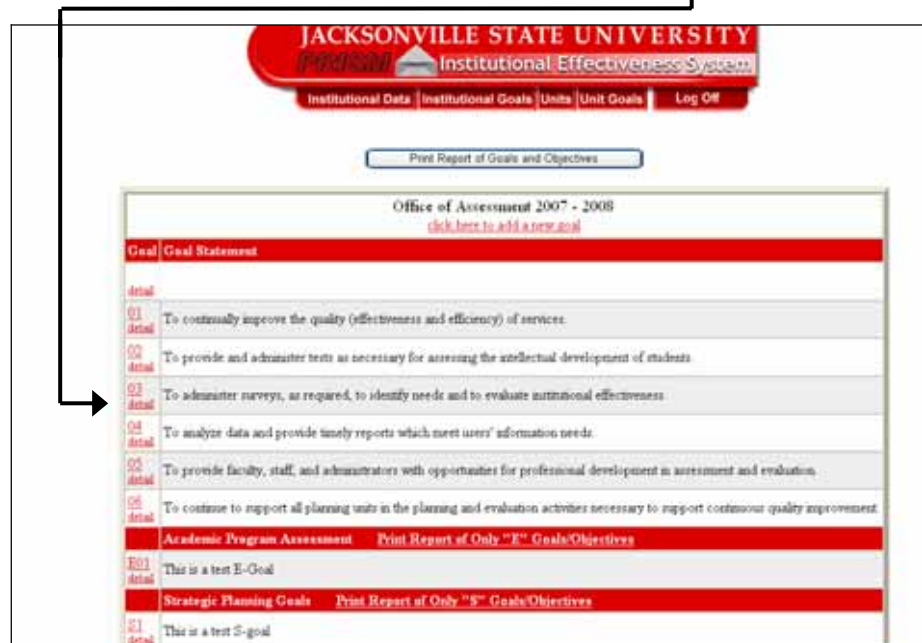 JACKSONVILLE STATE UNIVERSITY
PRISM Institutional Effectiveness System
Institutional Data Institutional Goals Units Unit Goals Log Off
Print Report of Goals and Objectives
Office of Assessment 2007 - 2008
click here to add a new goal
Goal Goal Statement
detail
01 detail To continually improve the quality (effectiveness and efficiency) of services.
02 detail To provide and administer tests as necessary for assessing the intellectual development of students.
03 detail To administer surveys, as required, to identify needs and to evaluate institutional effectiveness.
04 detail To analyze data and provide timely reports which meet users' information needs.
05 detail To provide faculty, staff, and administrators with opportunities for professional development in assessment and evaluation.
06 detail To continue to support all planning units in the planning and evaluation activities necessary to support continuous quality improvement.
Academic Program Assessment Print Report of Only "E" Goals/Objectives
E01 detail This is a test E-Goal
Strategic Planning Goals Print Report of Only "S" Goals/Objectives
S1 detail This is a test S-goal